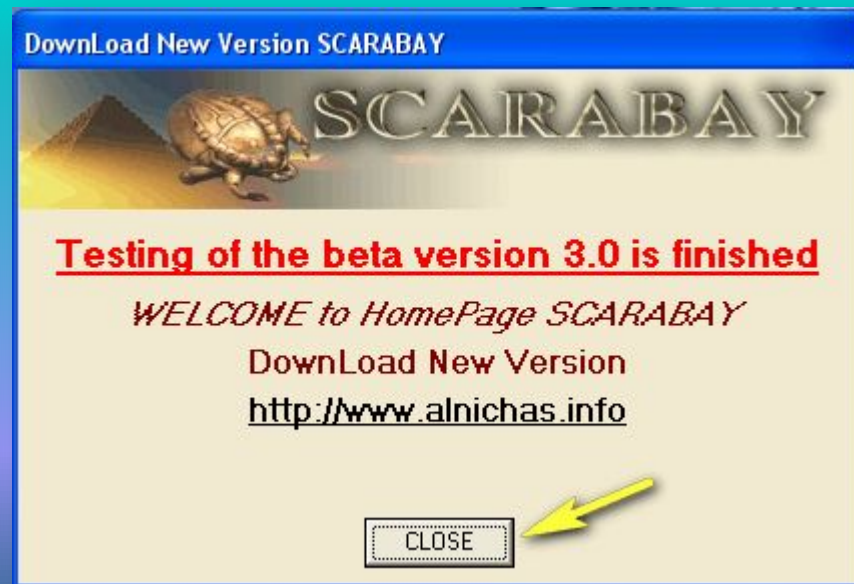 DownLoad New Version SCARABAY
SCARABAY
Testing of the beta version 3.0 is finished
WELCOME to HomePage SCARABAY
DownLoad New Version
http://www.alnichas.info
CLOSE